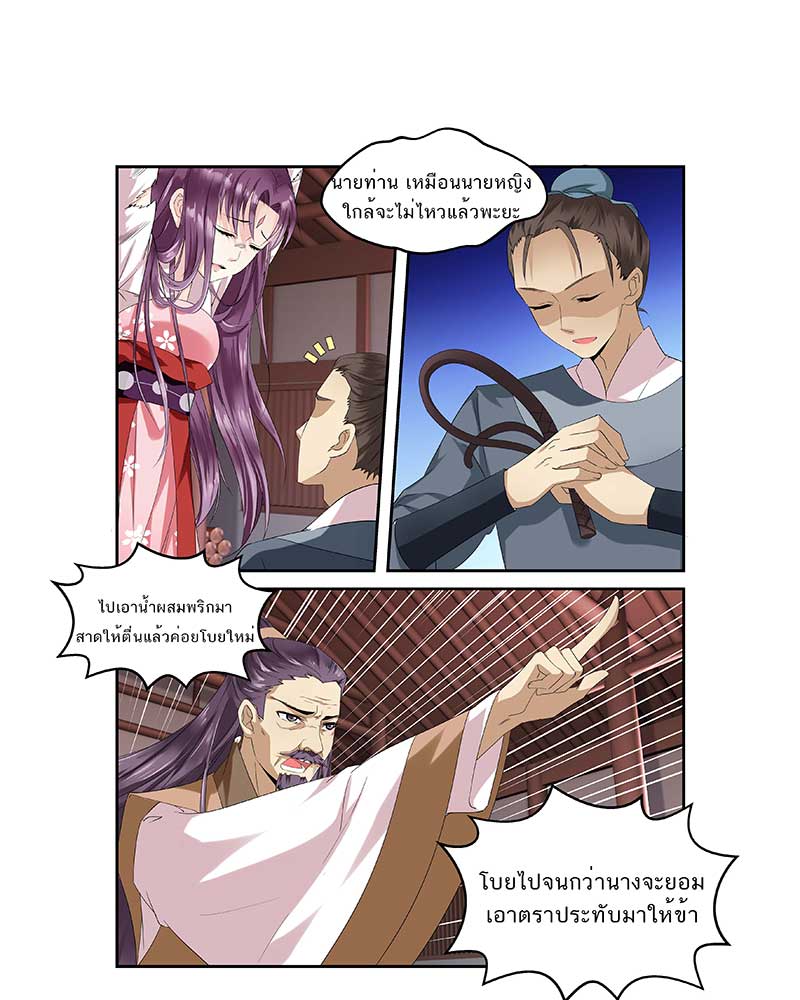 นายท่าน เหมือนนายหญิง
ใกล้จะไม่ไหวแล้วพะยะ
ไปเอาน้ำผสมพริกมา
สาดให้ตื่นแล้วค่อยโบยใหม่
โบยไปจนกว่านางจะยอม
เอาตราประทับมาให้ข้า